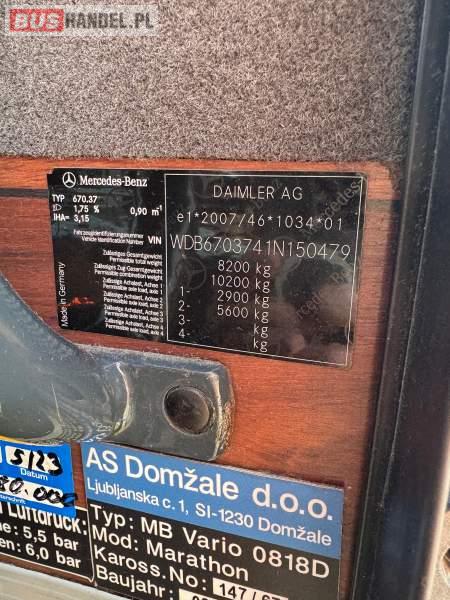 BUS
HANDEL.PL
Mercedes-Benz
TYP 670.37
1,75 % 0,90 m⁻¹
IHA= 3,15
Fahrzeugidentifizierungsnummer
Vehicle Identification Number VIN
Zulässiges Gesamtgewicht
Permissible total weight
Zulässiges Zug-Gesamtgewicht
Permissible combination weight
Zulässige Achslast, Achse 1
Permissible axle load, axle 1
Zulässige Achslast, Achse 2
Permissible axle load, axle 2
Zulässige Achslast, Achse 3
Permissible axle load, axle 3
Zulässige Achslast, Achse 4
Permissible axle load, axle 4
Made in Germany
DAIMLER AG
e1*2007/46*1034*01
WDB6703741N150479
8200 kg
10200 kg
1- 2900 kg
2- 5600 kg
3- kg
4- kg
5/23
Datum
AS Domžale d.o.o.
Ljubljanska c. 1, SI-1230 Domžale
Typ: MB Vario 0818D
Mod: Marathon
Kaross.No: 147/
Baujahr:
Luftdruck:
5,5 bar
6,0 bar